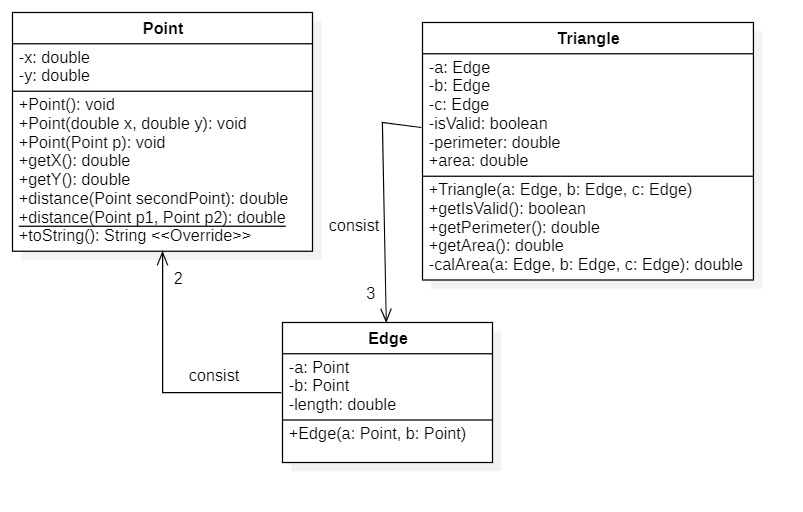 Point
-x: double
-y: double
+Point(): void
+Point(double x, double y): void
+Point(Point p): void
+getX(): double
+getY(): double
+distance(Point secondPoint): double
+distance(Point p1, Point p2): double
+toString(): String <<Override>>
Triangle
-a: Edge
-b: Edge
-c: Edge
-isValid: boolean
-perimeter: double
+area: double
+Triangle(a: Edge, b: Edge, c: Edge)
+getIsValid(): boolean
+getPerimeter(): double
+getArea(): double
-calArea(a: Edge, b: Edge, c: Edge): double
consist
2
3
consist
Edge
-a: Point
-b: Point
-length: double
+Edge(a: Point, b: Point)